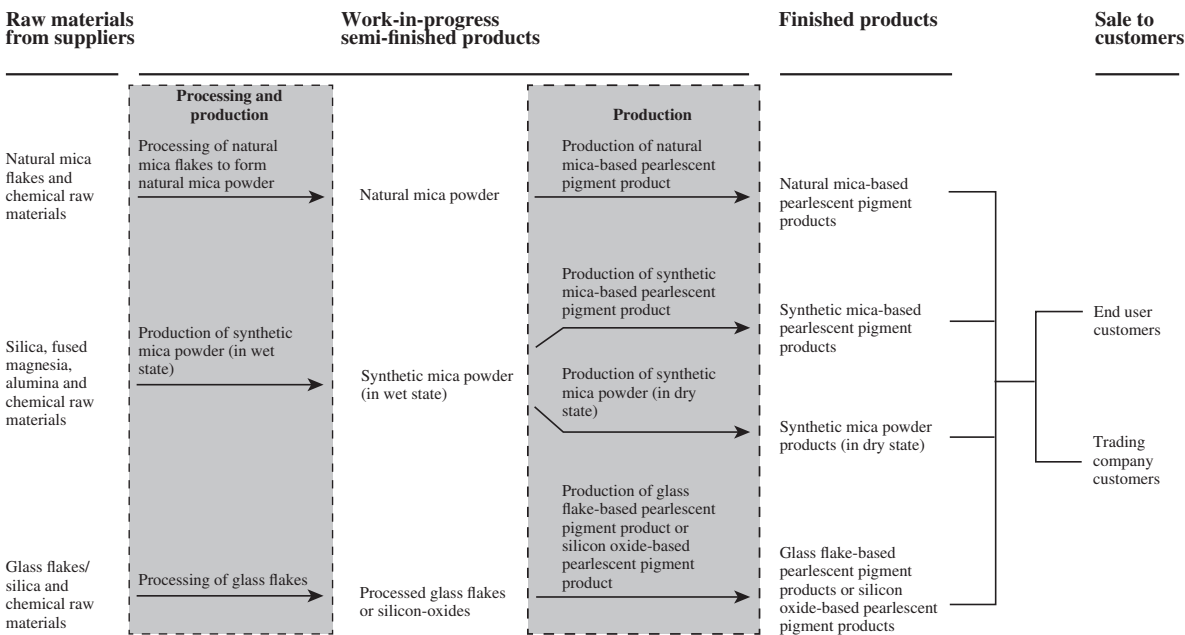 Raw materials
from suppliers
Work-in-progress
semi-finished products
Finished products
Sale to
customers
Processing and
production
Production
Natural mica
flakes and
chemical raw
materials
Processing of natural
mica flakes to form
natural mica powder
Natural mica powder
Production of natural
mica-based pearlescent
pigment product
Natural mica-based
pearlescent pigment
products
Silica, fused
magnesia,
alumina and
chemical raw
materials
Production of synthetic
mica powder (in wet
state)
Synthetic mica powder
(in wet state)
Production of synthetic
mica-based pearlescent
pigment product
Synthetic mica-based
pearlescent pigment
products
Production of synthetic
mica powder (in dry
state)
Synthetic mica powder
products (in dry state)
End user
customers
Trading
company
customers
Glass flakes/
silica and
chemical raw
materials
Processing of glass flakes
Processed glass flakes
or silicon-oxides
Production of glass
flake-based pearlescent
pigment product or
silicon oxide-based
pearlescent pigment
product
Glass flake-based
pearlescent pigment
products or silicon
oxide-based pearlescent
pigment products